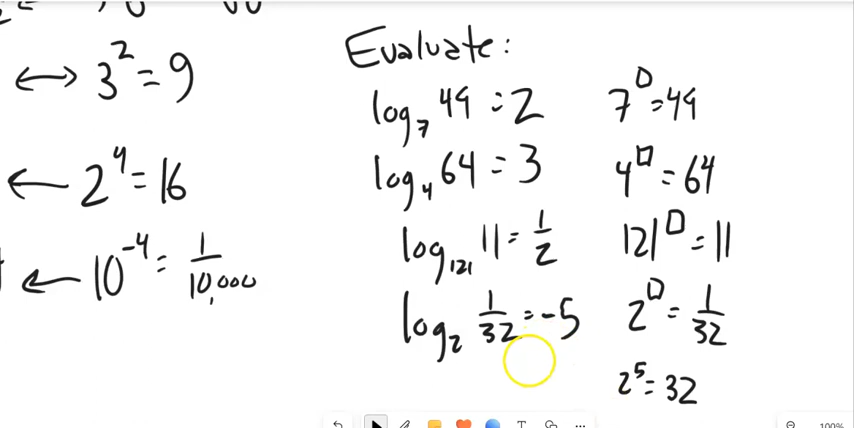 Evaluate:
⟷ 3² = 9
log₇ 49 = 2 7^□ = 49
← 2⁴ = 16
log₄ 64 = 3 4^□ = 64
← 10⁻⁴ = 1/10,000
log₁₂₁ 11 = 1/2 121^□ = 11
log₂ 1/32 = -5 2^□ = 1/32
2⁵ = 32
100%